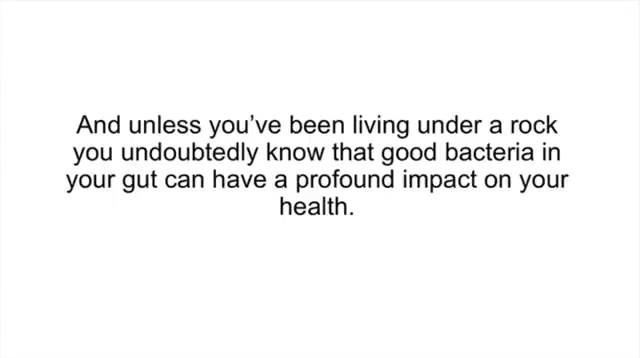 And unless you’ve been living under a rock
you undoubtedly know that good bacteria in
your gut can have a profound impact on your
health.